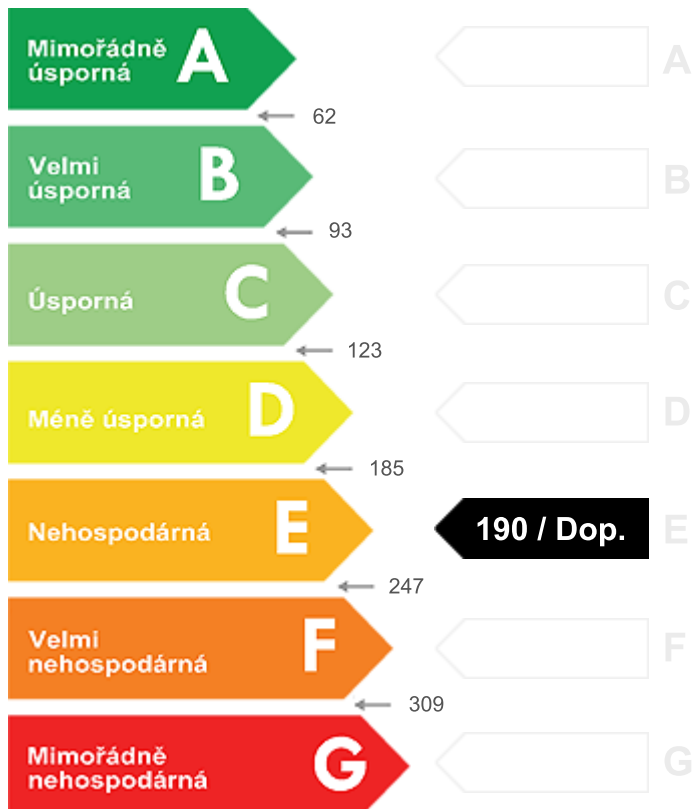 Mimořádně
úsporná
A
A
62
Velmi
úsporná
B
B
93
Úsporná
C
C
123
Méně úsporná
D
D
185
Nehospodárná
E
190 / Dop.
E
247
Velmi
nehospodárná
F
F
309
Mimořádně
nehospodárná
G
G